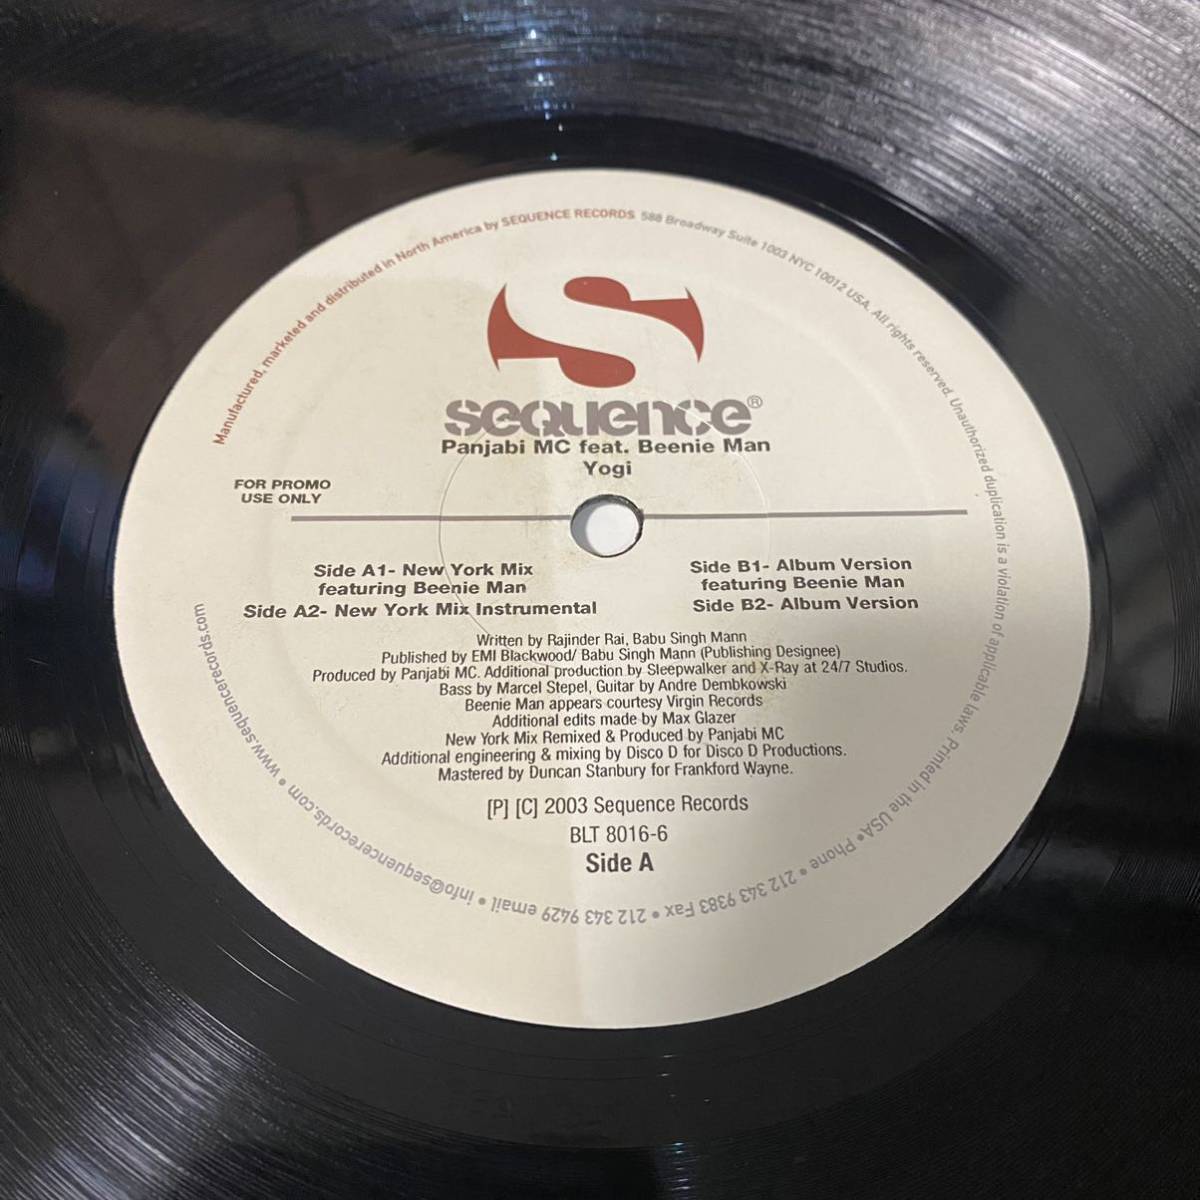 Manufactured, marketed and distributed in North America by SEQUENCE RECORDS 588 Broadway Suite 1003 NYC 10012 USA. All rights reserved. Unauthorized duplication is a violation of applicable laws. Printed in the USA • Phone • 212 343 9383 Fax • 212 343 9429 email • info@sequencerecords.com • www.sequencerecords.com
S
sequence®
Panjabi MC feat. Beenie Man
Yogi
FOR PROMO
USE ONLY
Side A1- New York Mix
featuring Beenie Man
Side A2- New York Mix Instrumental
Side B1- Album Version
featuring Beenie Man
Side B2- Album Version
Written by Rajinder Rai, Babu Singh Mann
Published by EMI Blackwood/ Babu Singh Mann (Publishing Designee)
Produced by Panjabi MC. Additional production by Sleepwalker and X-Ray at 24/7 Studios.
Bass by Marcel Stepel, Guitar by Andre Dembkowski
Beenie Man appears courtesy Virgin Records
Additional edits made by Max Glazer
New York Mix Remixed & Produced by Panjabi MC
Additional engineering & mixing by Disco D for Disco D Productions.
Mastered by Duncan Stanbury for Frankford Wayne.
[P] [C] 2003 Sequence Records
BLT 8016-6
Side A